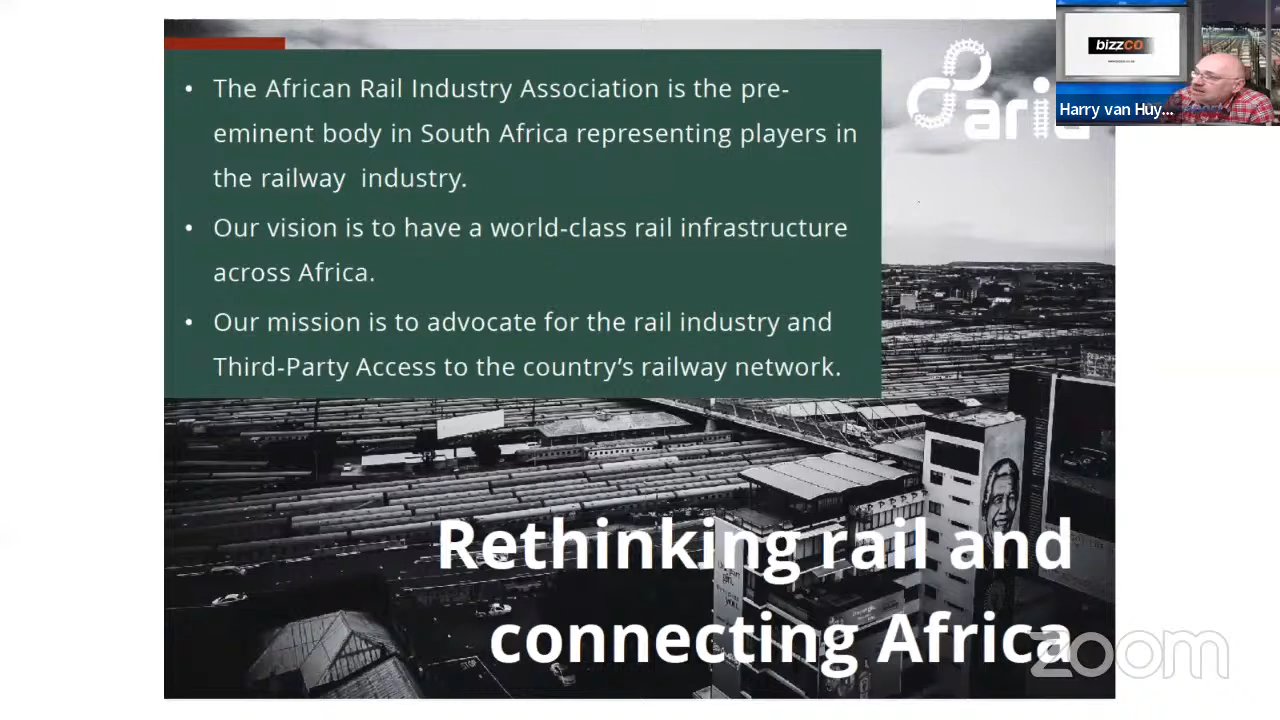 • The African Rail Industry Association is the pre-
eminent body in South Africa representing players in
the railway industry.
• Our vision is to have a world-class rail infrastructure
across Africa.
• Our mission is to advocate for the rail industry and
Third-Party Access to the country’s railway network.
bizzco
Harry van Huy...
Rethinking rail and
connecting Africa
zoom